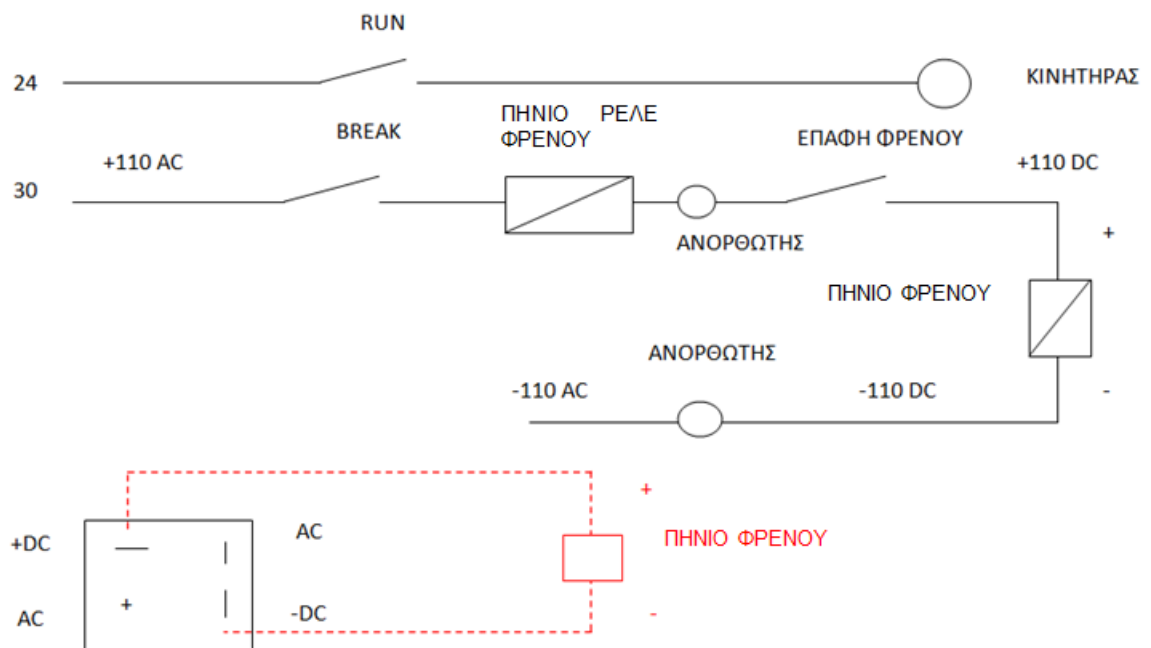 RUN
24
ΚΙΝΗΤΗΡΑΣ
ΠΗΝΙΟ ΡΕΛΕ
ΦΡΕΝΟΥ
BREAK
ΕΠΑΦΗ ΦΡΕΝΟΥ
+110 AC
+110 DC
30
+
ΑΝΟΡΘΩΤΗΣ
ΠΗΝΙΟ ΦΡΕΝΟΥ
ΑΝΟΡΘΩΤΗΣ
-110 AC
-110 DC
-
+
AC
ΠΗΝΙΟ ΦΡΕΝΟΥ
+DC
+
-DC
-
AC